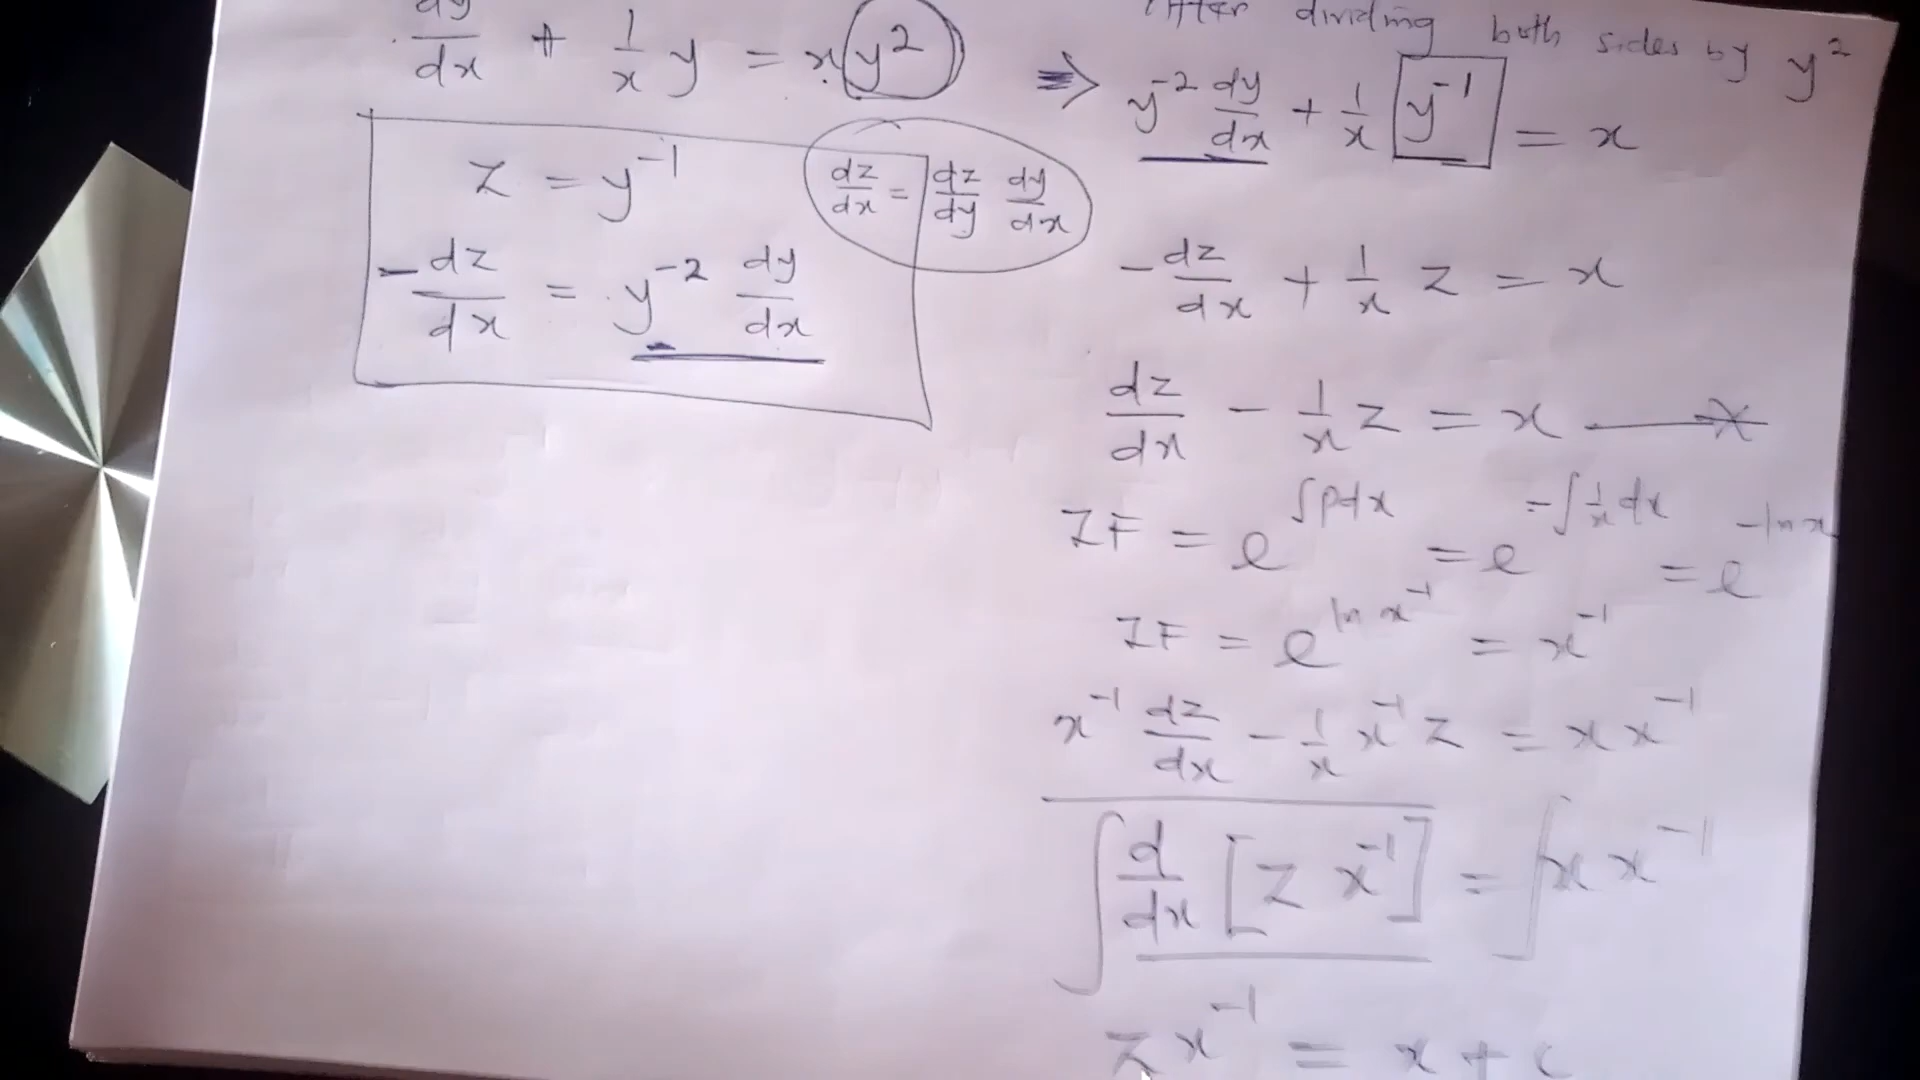 dy/dx + 1/x y = x y²
z = y⁻¹
dz/dx = dz/dy dy/dx
-dz/dx = y⁻² dy/dx
After dividing both sides by y²
⇒ y⁻² dy/dx + 1/x y⁻¹ = x
-dz/dx + 1/x z = x
dz/dx - 1/x z = x
IF = e^∫pdx = e^-∫1/x dx = e^-ln x
IF = e^ln x⁻¹ = x⁻¹
x⁻¹ dz/dx - 1/x x⁻¹ z = x x⁻¹
∫ d/dx [z x⁻¹] = ∫ x x⁻¹
z x⁻¹ = x + c